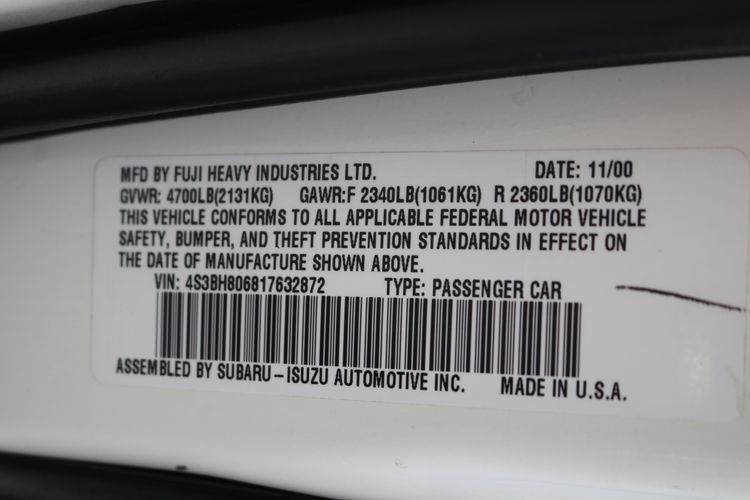 MFD BY FUJI HEAVY INDUSTRIES LTD. DATE: 11/00
GVWR: 4700LB(2131KG) GAWR:F 2340LB(1061KG) R 2360LB(1070KG)
THIS VEHICLE CONFORMS TO ALL APPLICABLE FEDERAL MOTOR VEHICLE
SAFETY, BUMPER, AND THEFT PREVENTION STANDARDS IN EFFECT ON
THE DATE OF MANUFACTURE SHOWN ABOVE.
VIN: 4S3BH806817632872 TYPE: PASSENGER CAR
ASSEMBLED BY SUBARU-ISUZU AUTOMOTIVE INC. MADE IN U.S.A.